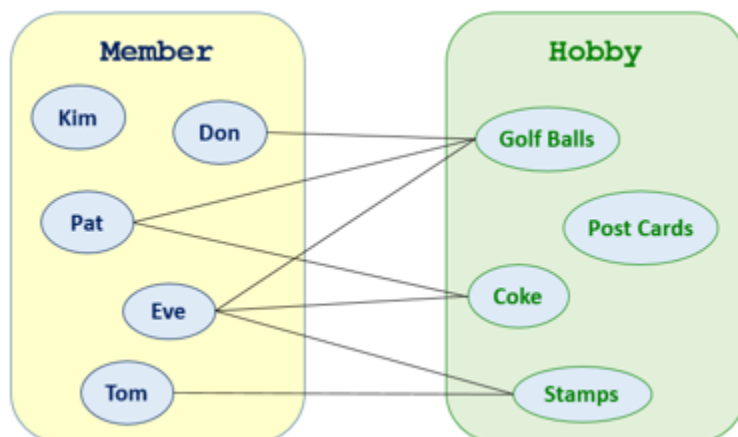 Member
Kim
Don
Pat
Eve
Tom
Hobby
Golf Balls
Post Cards
Coke
Stamps